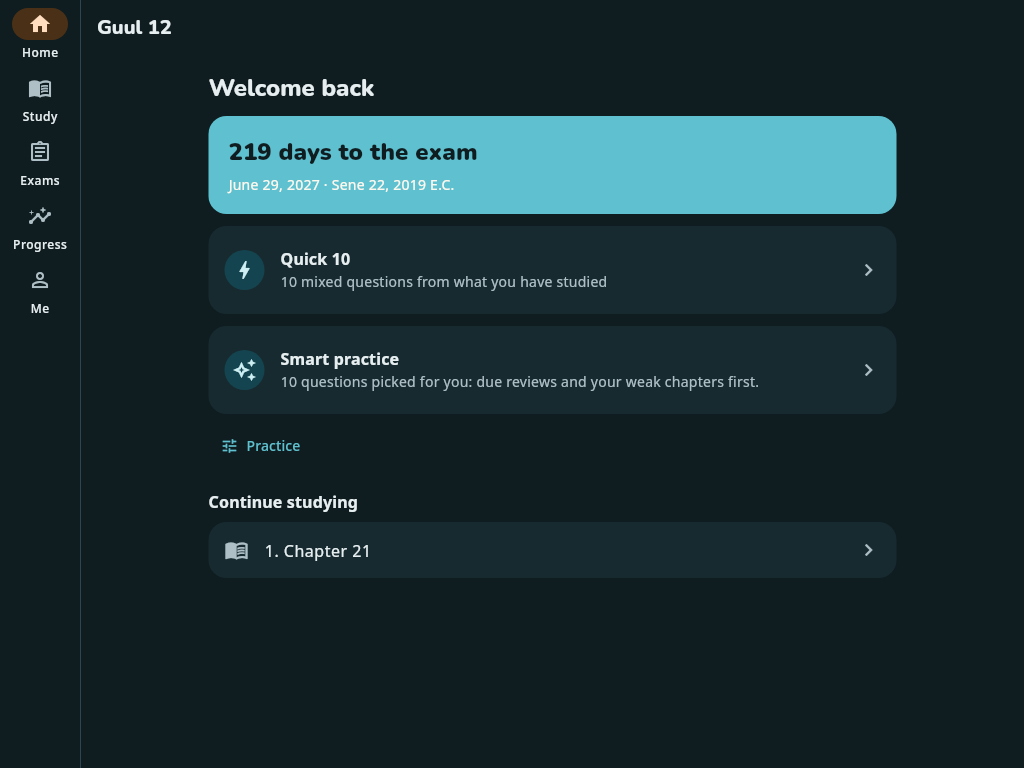 Guul 12
Home
Study
Exams
Progress
Me
Welcome back
219 days to the exam
June 29, 2027 · Sene 22, 2019 E.C.
Quick 10
10 mixed questions from what you have studied
Smart practice
10 questions picked for you: due reviews and your weak chapters first.
Practice
Continue studying
1. Chapter 21